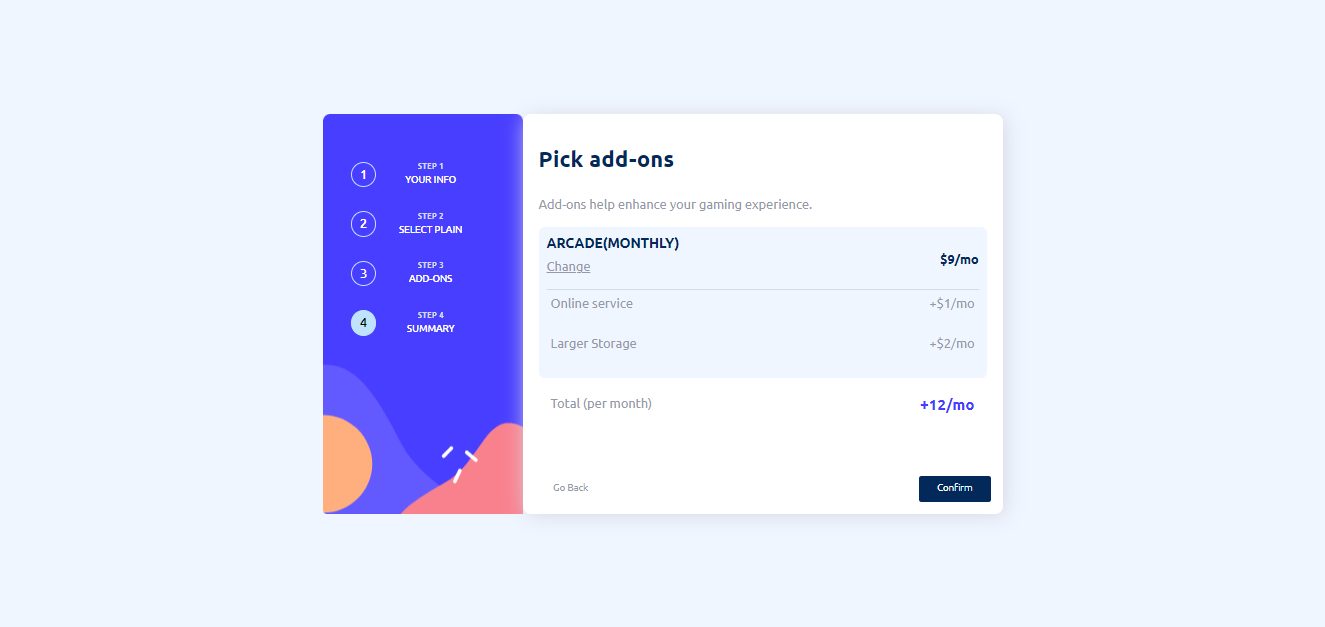 1
STEP 1
YOUR INFO
2
STEP 2
SELECT PLAIN
3
STEP 3
ADD-ONS
4
STEP 4
SUMMARY
Pick add-ons
Add-ons help enhance your gaming experience.
ARCADE(MONTHLY)
Change
$9/mo
Online service +$1/mo
Larger Storage +$2/mo
Total (per month) +12/mo
Go Back Confirm